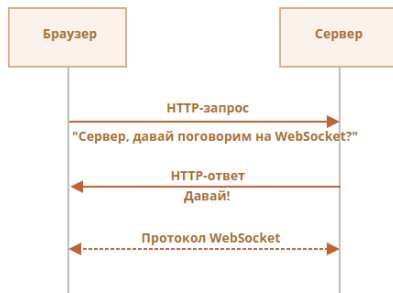 Браузер
Сервер
HTTP-запрос
"Сервер, давай поговорим на WebSocket?"
HTTP-ответ
Давай!
Протокол WebSocket